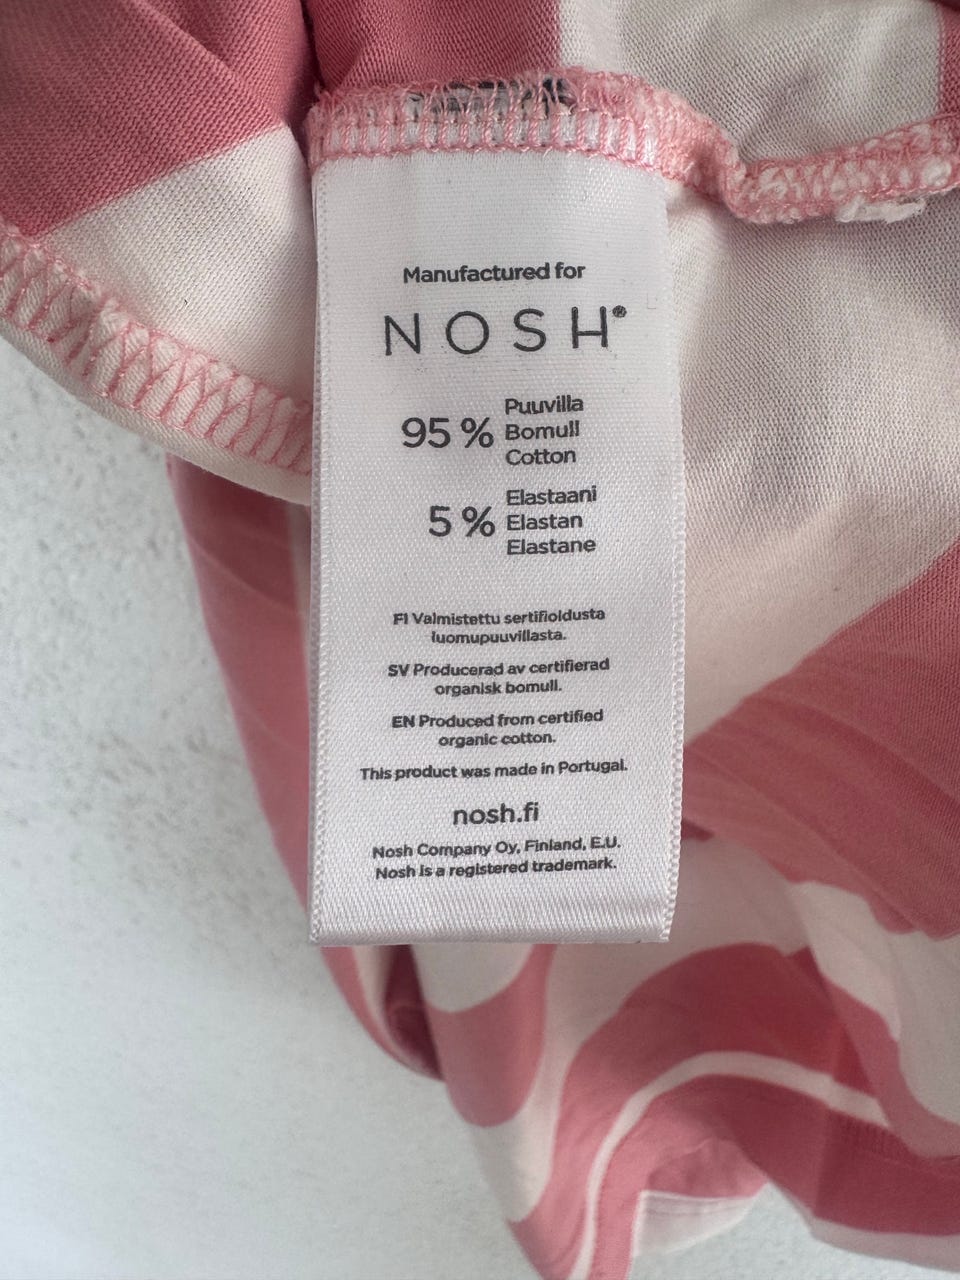 Manufactured for
NOSH®
95 % Puuvilla
Bomull
Cotton
5 % Elastaani
Elastan
Elastane
FI Valmistettu sertifioidusta
luomupuuvillasta.
SV Producerad av certifierad
organisk bomull.
EN Produced from certified
organic cotton.
This product was made in Portugal.
nosh.fi
Nosh Company Oy, Finland, E.U.
Nosh is a registered trademark.